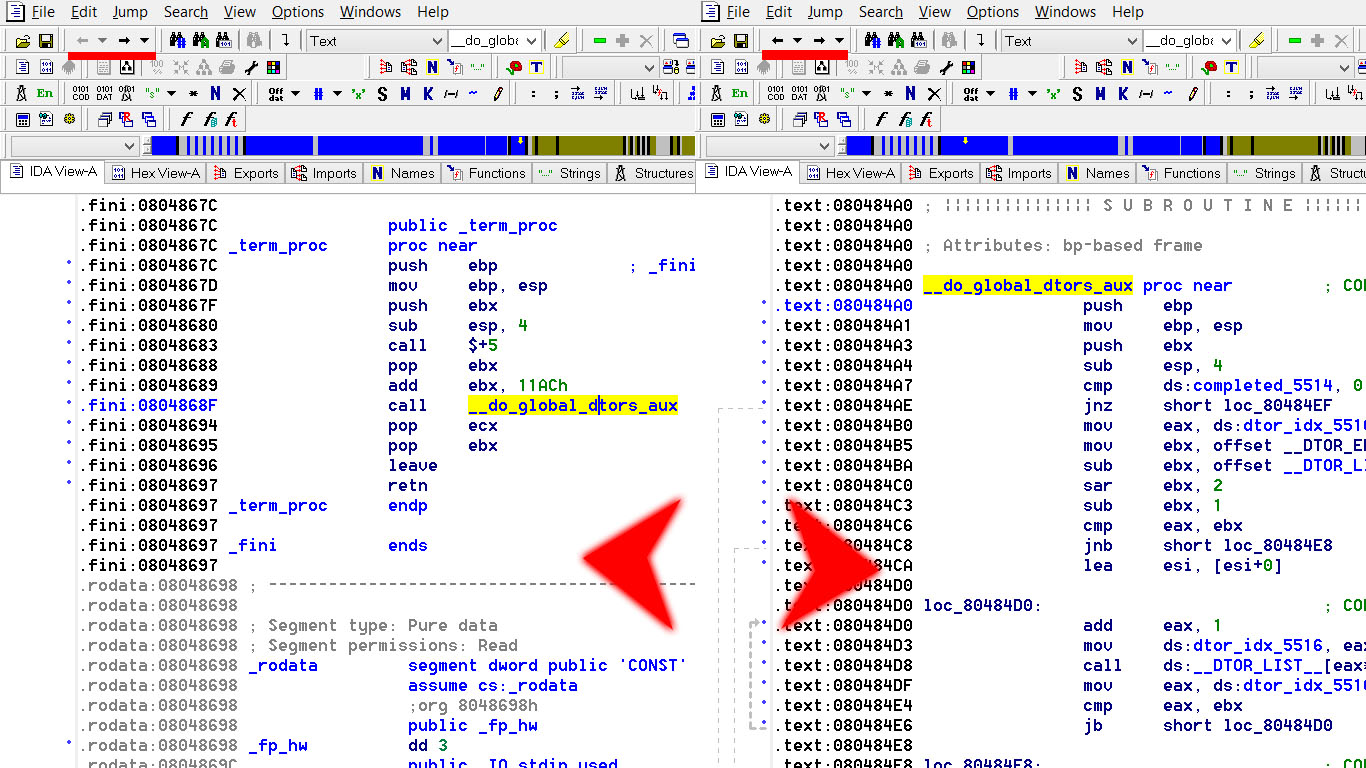 File Edit Jump Search View Options Windows Help
Text __do_globa
En
Off dat
IDA View-A Hex View-A Exports Imports Names Functions Strings Structures
.fini:0804867C
.fini:0804867C public _term_proc
.fini:0804867C _term_proc proc near
.fini:0804867C push ebp ; _fini
.fini:0804867D mov ebp, esp
.fini:0804867F push ebx
.fini:08048680 sub esp, 4
.fini:08048683 call $+5
.fini:08048688 pop ebx
.fini:08048689 add ebx, 11ACh
.fini:0804868F call __do_global_dtors_aux
.fini:08048694 pop ecx
.fini:08048695 pop ebx
.fini:08048696 leave
.fini:08048697 retn
.fini:08048697 _term_proc endp
.fini:08048697
.fini:08048697 _fini ends
.fini:08048697
.rodata:08048698 ; ---------------------------------------------------------------------------
.rodata:08048698
.rodata:08048698 ; Segment type: Pure data
.rodata:08048698 ; Segment permissions: Read
.rodata:08048698 _rodata segment dword public 'CONST'
.rodata:08048698 assume cs:_rodata
.rodata:08048698 ;org 8048698h
.rodata:08048698 public _fp_hw
.rodata:08048698 _fp_hw dd 3
.rodata:0804869C public _IO_stdin_used
File Edit Jump Search View Options Windows Help
Text __do_globa
En
Off dat
IDA View-A Hex View-A Exports Imports Names Functions Strings Struct
.text:080484A0 ; ¦¦¦¦¦¦¦¦¦¦¦¦¦¦¦ S U B R O U T I N E ¦¦¦¦¦¦
.text:080484A0
.text:080484A0 ; Attributes: bp-based frame
.text:080484A0
.text:080484A0 __do_global_dtors_aux proc near ; CO
.text:080484A0 push ebp
.text:080484A1 mov ebp, esp
.text:080484A3 push ebx
.text:080484A4 sub esp, 4
.text:080484A7 cmp ds:completed_5514, 0
.text:080484AE jnz short loc_80484EF
.text:080484B0 mov eax, ds:dtor_idx_5516
.text:080484B5 mov ebx, offset __DTOR_E
.text:080484BA sub ebx, offset __DTOR_L
.text:080484C0 sar ebx, 2
.text:080484C3 sub ebx, 1
.text:080484C6 cmp eax, ebx
.text:080484C8 jnb short loc_80484E8
.text:080484CA lea esi, [esi+0]
.text:080484D0
.text:080484D0 loc_80484D0: ; CO
.text:080484D0 add eax, 1
.text:080484D3 mov ds:dtor_idx_5516, ea
.text:080484D8 call ds:__DTOR_LIST__[eax
.text:080484DF mov eax, ds:dtor_idx_5516
.text:080484E4 cmp eax, ebx
.text:080484E6 jb short loc_80484D0
.text:080484E8
.text:080484E8 loc_80484E8: ; CO